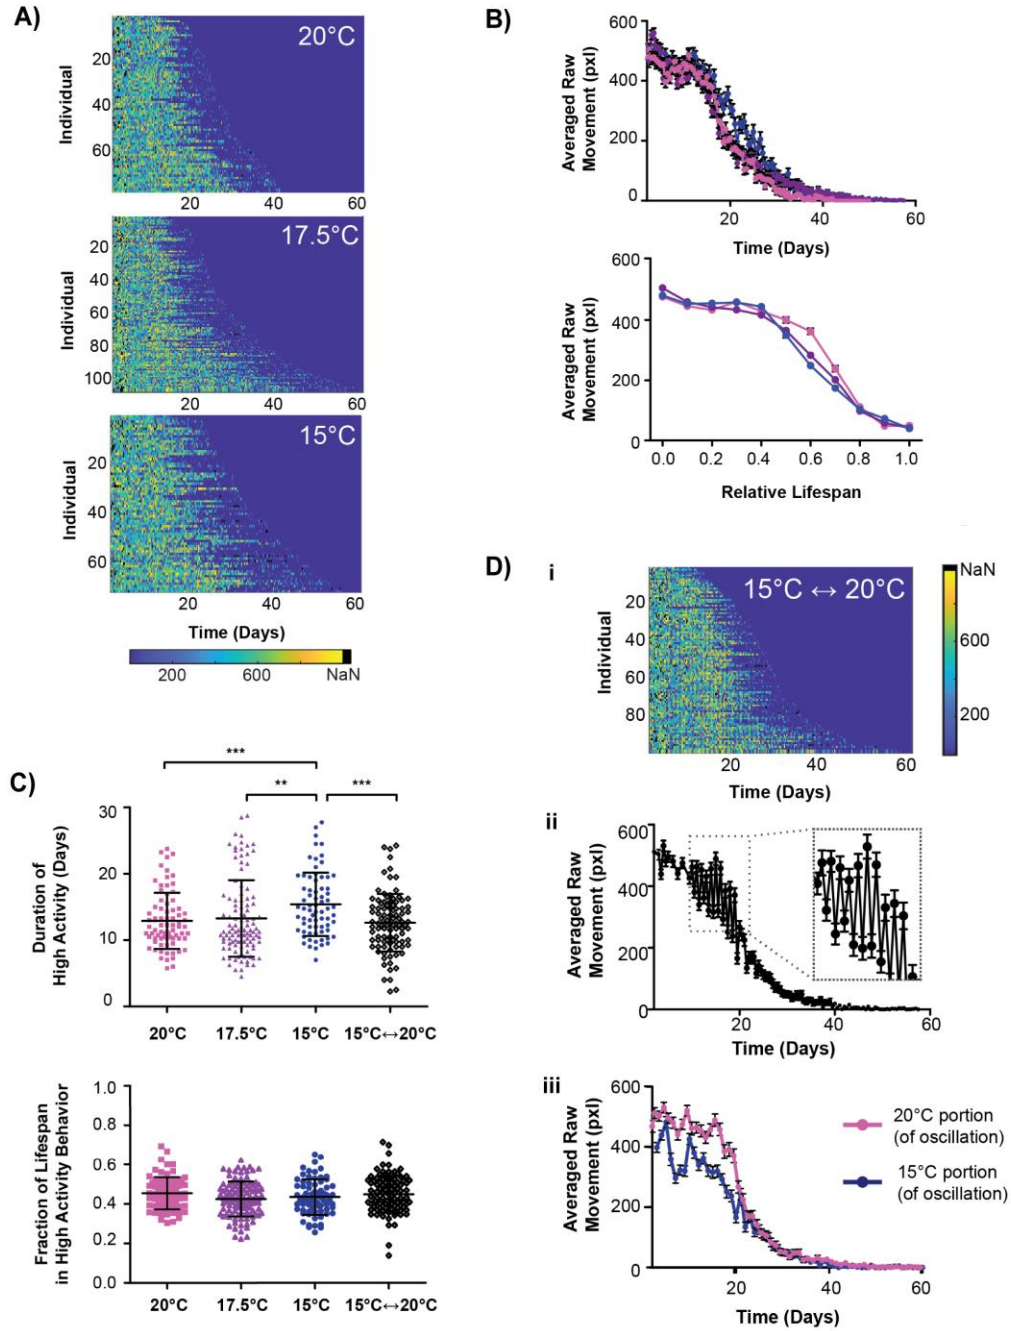 A)
20°C
Individual
20
40
60
20
40
60
17.5°C
Individual
20
40
60
80
100
20
40
60
15°C
Individual
20
40
60
20
40
60
Time (Days)
200
600
NaN
B)
Averaged Raw
Movement (pxl)
600
400
200
0
20
40
60
Time (Days)
Averaged Raw
Movement (pxl)
600
400
200
0
0.0
0.2
0.4
0.6
0.8
1.0
Relative Lifespan
C)
***
**
***
Duration of
High Activity (Days)
30
20
10
0
20°C
17.5°C
15°C
15°C↔20°C
Fraction of Lifespan
in High Activity Behavior
1.0
0.8
0.6
0.4
0.2
0.0
20°C
17.5°C
15°C
15°C↔20°C
D)
i
15°C ↔ 20°C
Individual
20
40
60
80
20
40
60
Time (Days)
NaN
600
200
ii
Averaged Raw
Movement (pxl)
600
400
200
0
20
40
60
Time (Days)
iii
Averaged Raw
Movement (pxl)
600
400
200
0
20
40
60
Time (Days)
20°C portion
(of oscillation)
15°C portion
(of oscillation)